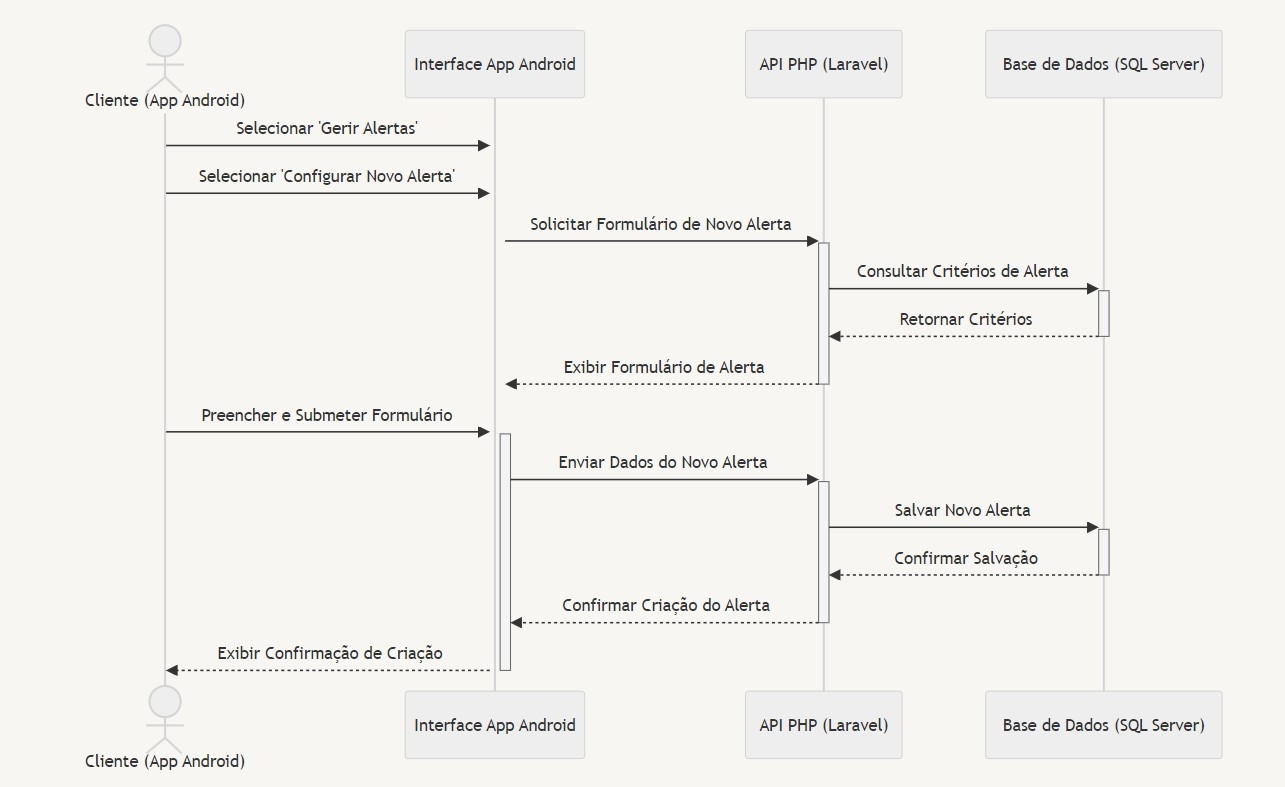 Cliente (App Android)
Interface App Android
API PHP (Laravel)
Base de Dados (SQL Server)
Selecionar 'Gerir Alertas'
Selecionar 'Configurar Novo Alerta'
Solicitar Formulário de Novo Alerta
Consultar Critérios de Alerta
Retornar Critérios
Exibir Formulário de Alerta
Preencher e Submeter Formulário
Enviar Dados do Novo Alerta
Salvar Novo Alerta
Confirmar Salvação
Confirmar Criação do Alerta
Exibir Confirmação de Criação
Cliente (App Android)
Interface App Android
API PHP (Laravel)
Base de Dados (SQL Server)